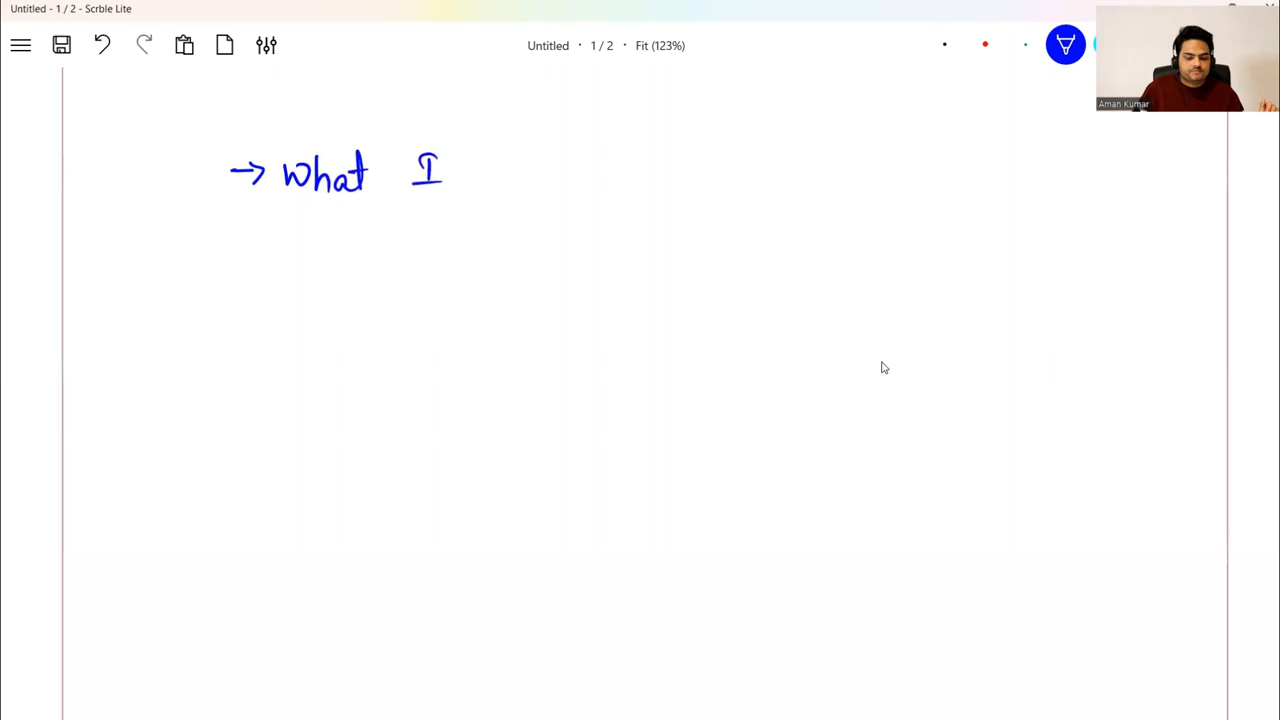 Untitled - 1 / 2 - Scrble Lite
Untitled · 1 / 2 · Fit (123%)
Aman Kumar
→ What I